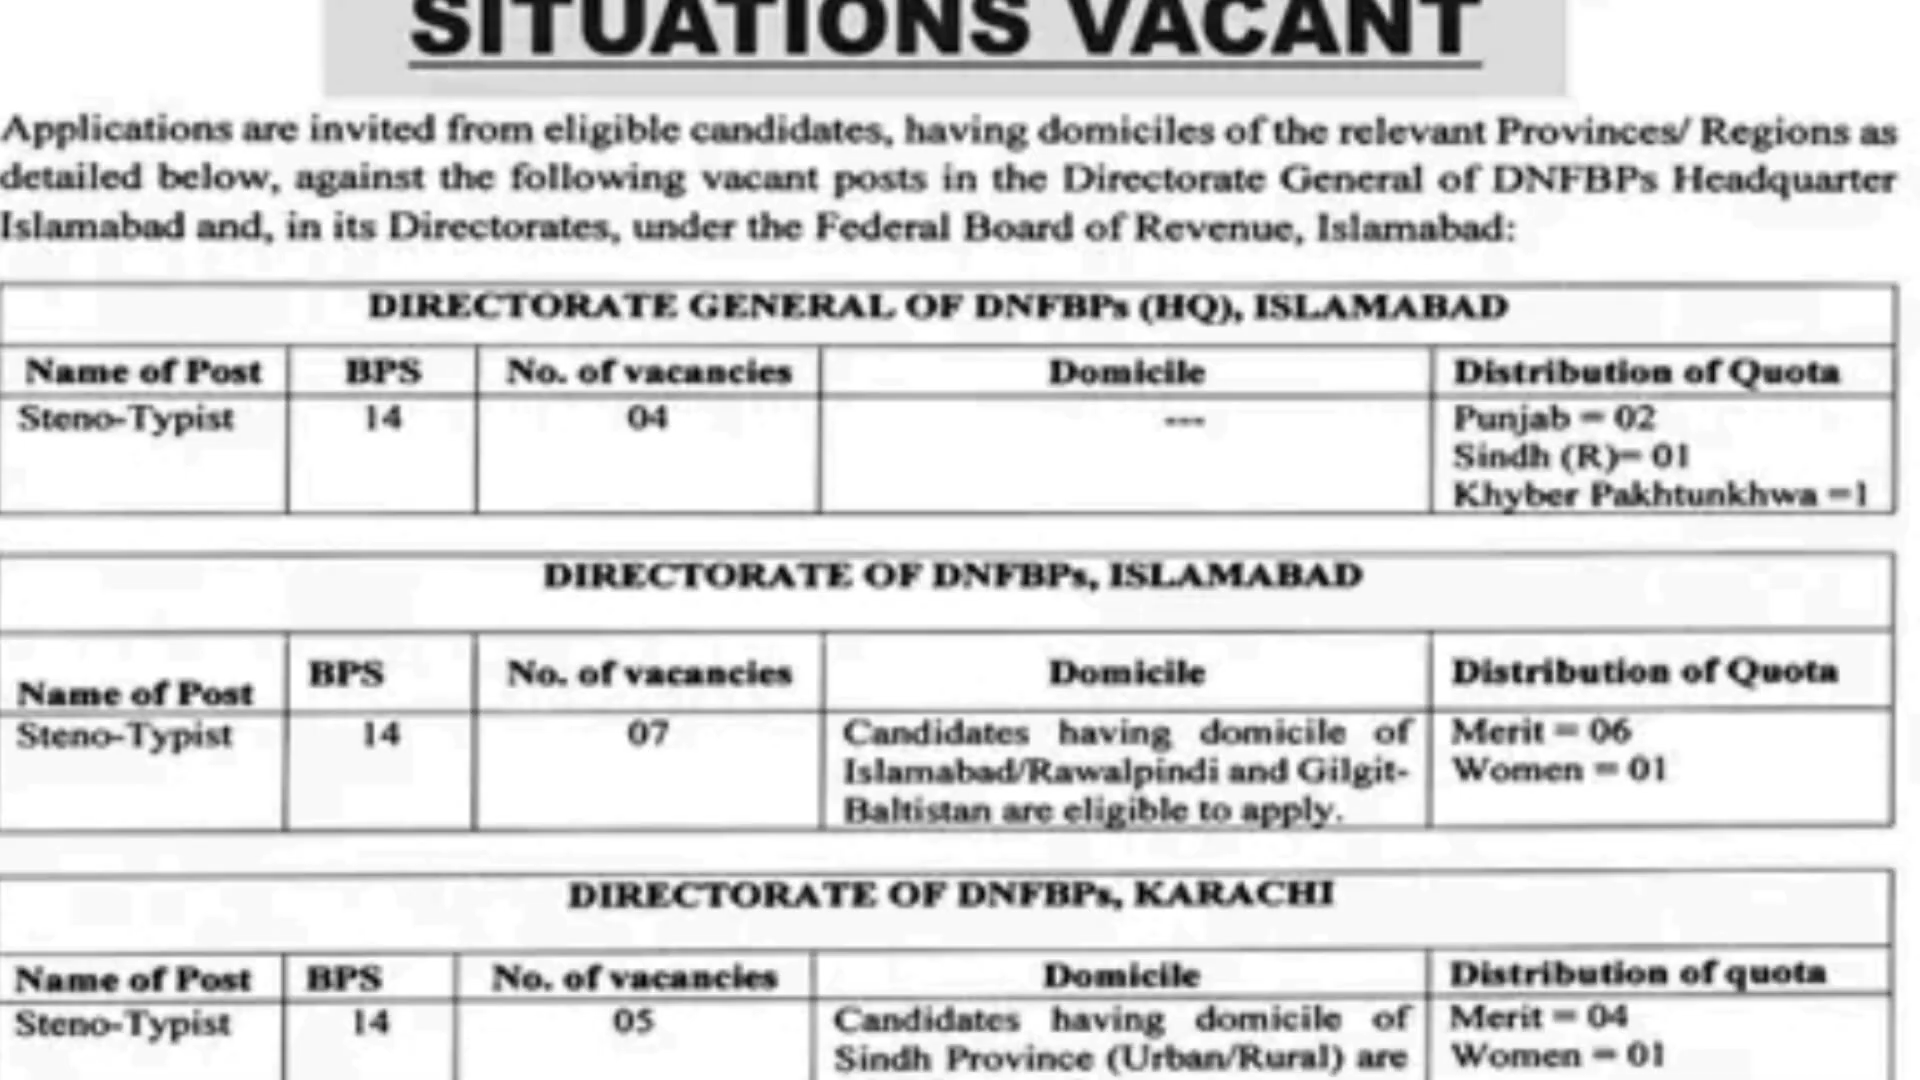 SITUATIONS VACANT
Applications are invited from eligible candidates, having domiciles of the relevant Provinces/ Regions as
detailed below, against the following vacant posts in the Directorate General of DNFBPs Headquarter
Islamabad and, in its Directorates, under the Federal Board of Revenue, Islamabad:
DIRECTORATE GENERAL OF DNFBPs (HQ), ISLAMABAD
Name of Post BPS No. of vacancies Domicile Distribution of Quota
Steno-Typist 14 04 --- Punjab = 02
Sindh (R)= 01
Khyber Pakhtunkhwa =1
DIRECTORATE OF DNFBPs, ISLAMABAD
Name of Post BPS No. of vacancies Domicile Distribution of Quota
Steno-Typist 14 07 Candidates having domicile of Merit = 06
Islamabad/Rawalpindi and Gilgit- Women = 01
Baltistan are eligible to apply.
DIRECTORATE OF DNFBPs, KARACHI
Name of Post BPS No. of vacancies Domicile Distribution of quota
Steno-Typist 14 05 Candidates having domicile of Merit = 04
Sindh Province (Urban/Rural) are Women = 01